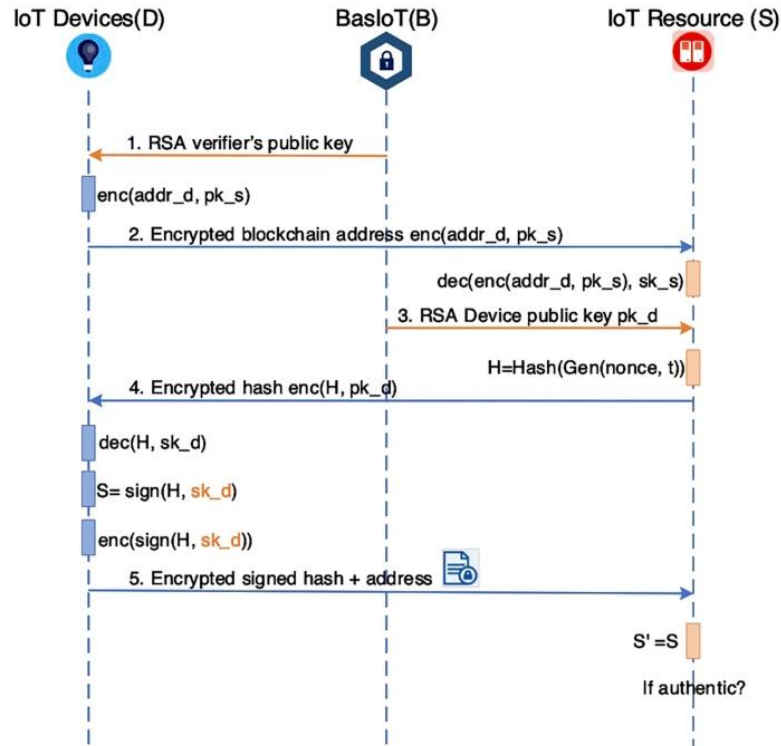 IoT Devices(D)
BasIoT(B)
IoT Resource (S)
1. RSA verifier's public key
enc(addr_d, pk_s)
2. Encrypted blockchain address enc(addr_d, pk_s)
dec(enc(addr_d, pk_s), sk_s)
3. RSA Device public key pk_d
H=Hash(Gen(nonce, t))
4. Encrypted hash enc(H, pk_d)
dec(H, sk_d)
S= sign(H, sk_d)
enc(sign(H, sk_d))
5. Encrypted signed hash + address
S' =S
If authentic?